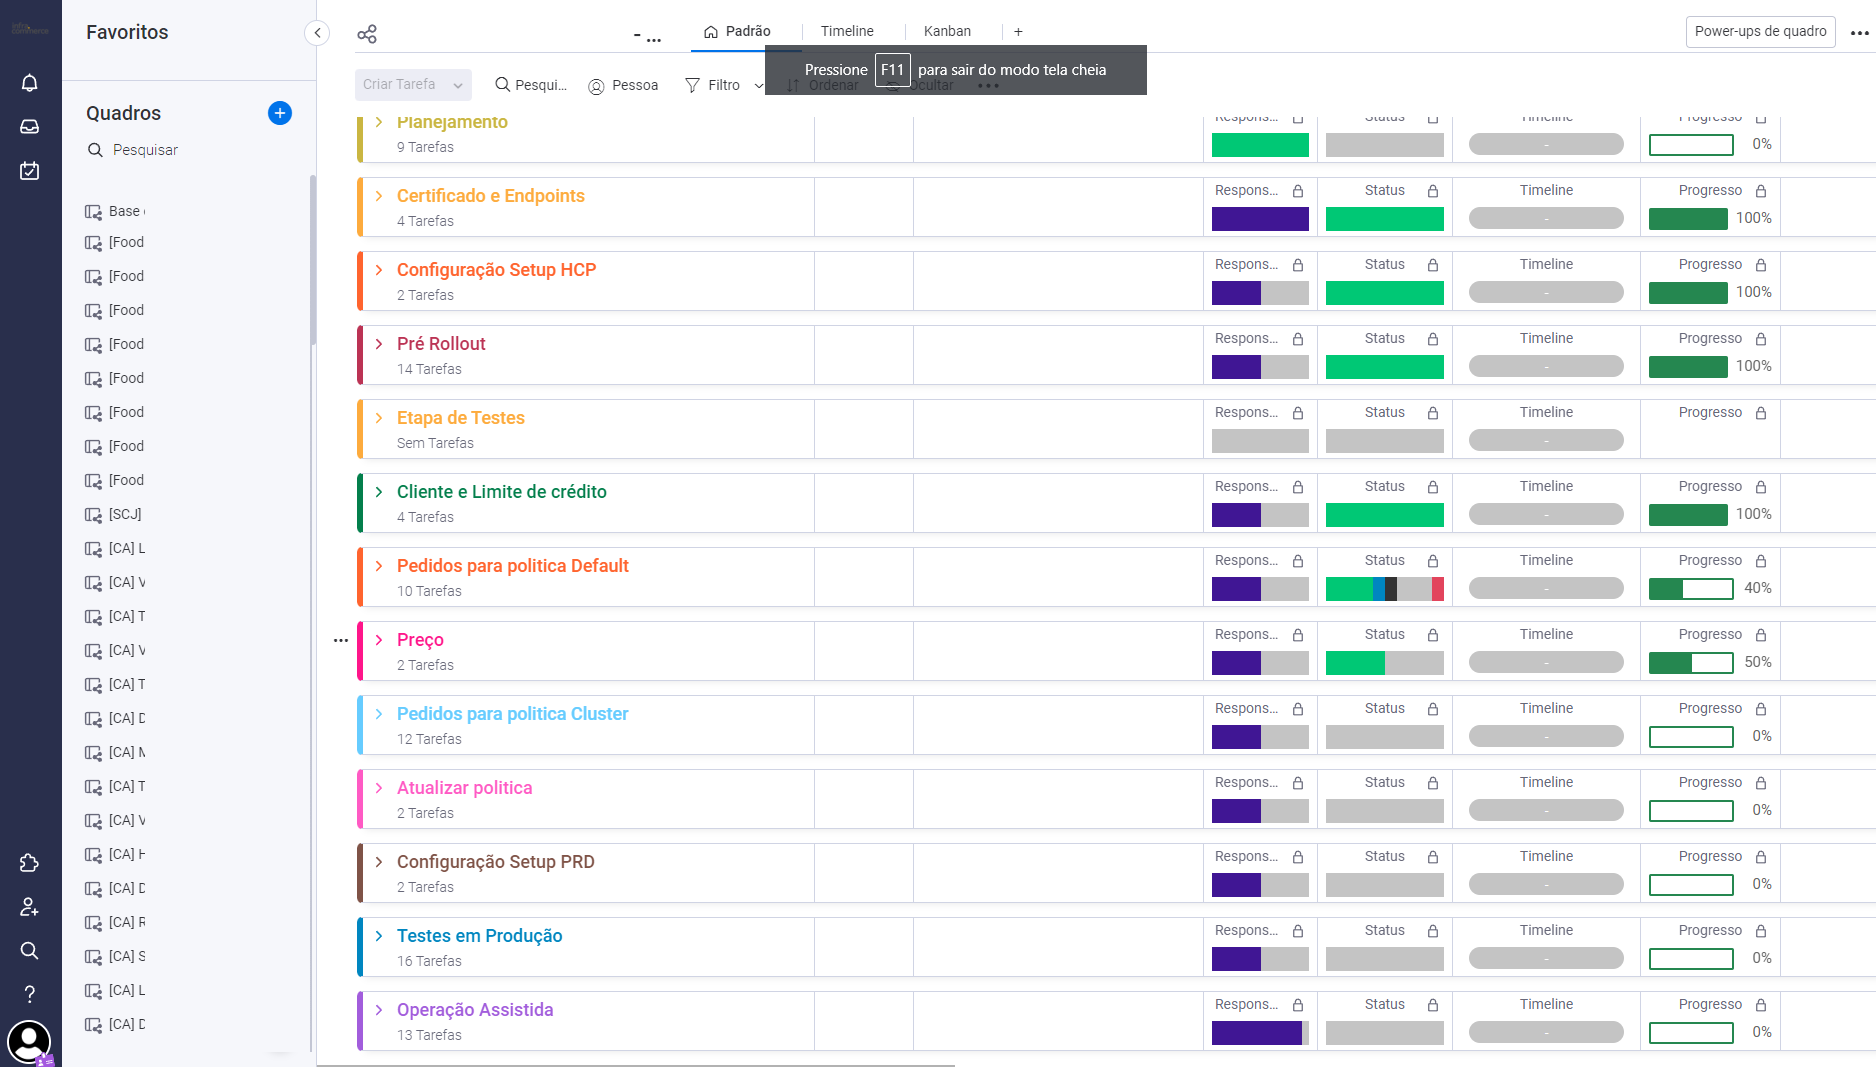 Favoritos
Quadros
Pesquisar
Base
[Food
[Food
[Food
[Food
[Food
[Food
[Food
[Food
[SCJ]
[CA] L
[CA] V
[CA] T
[CA] V
[CA] T
[CA] D
[CA] M
[CA] T
[CA] V
[CA] H
[CA] D
[CA] R
[CA] S
[CA] L
[CA] D
- ...
Padrão
Timeline
Kanban
+
Power-ups de quadro
Pressione F11 para sair do modo tela cheia
Criar Tarefa
Pesqui...
Pessoa
Filtro
Ordenar
Ocultar
Planejamento
9 Tarefas
Respons...
Status
Timeline
Progresso
-
0%
Certificado e Endpoints
4 Tarefas
Respons...
Status
Timeline
Progresso
-
100%
Configuração Setup HCP
2 Tarefas
Respons...
Status
Timeline
Progresso
-
100%
Pré Rollout
14 Tarefas
Respons...
Status
Timeline
Progresso
-
100%
Etapa de Testes
Sem Tarefas
Respons...
Status
Timeline
Progresso
-
Cliente e Limite de crédito
4 Tarefas
Respons...
Status
Timeline
Progresso
-
100%
Pedidos para politica Default
10 Tarefas
Respons...
Status
Timeline
Progresso
-
40%
Preço
2 Tarefas
Respons...
Status
Timeline
Progresso
-
50%
Pedidos para politica Cluster
12 Tarefas
Respons...
Status
Timeline
Progresso
-
0%
Atualizar politica
2 Tarefas
Respons...
Status
Timeline
Progresso
-
0%
Configuração Setup PRD
2 Tarefas
Respons...
Status
Timeline
Progresso
-
0%
Testes em Produção
16 Tarefas
Respons...
Status
Timeline
Progresso
-
0%
Operação Assistida
13 Tarefas
Respons...
Status
Timeline
Progresso
-
0%